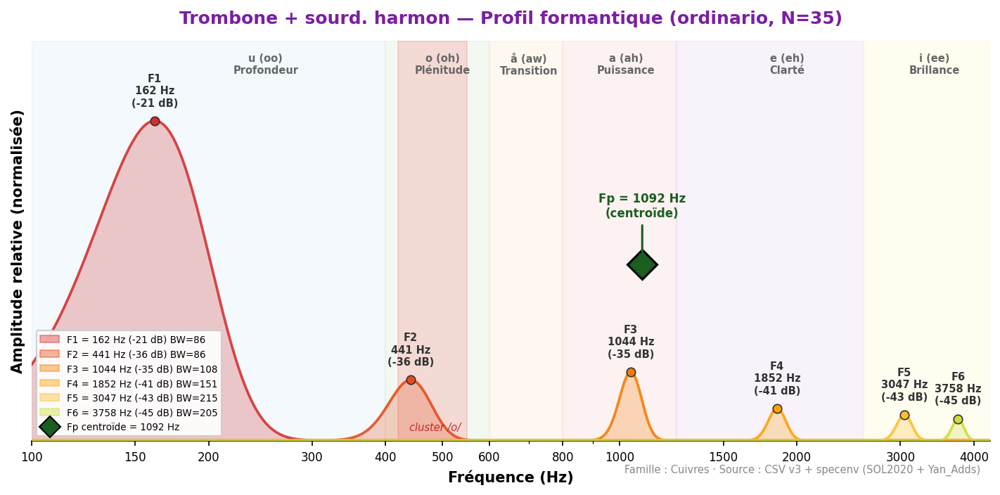 Trombone + sourd. harmon — Profil formantique (ordinario, N=35)
u (oo)
Profondeur
o (oh)
Plénitude
å (aw)
Transition
a (ah)
Puissance
e (eh)
Clarté
i (ee)
Brillance
F1
162 Hz
(-21 dB)
Fp = 1092 Hz
(centroïde)
F2
441 Hz
(-36 dB)
F3
1044 Hz
(-35 dB)
F4
1852 Hz
(-41 dB)
F5
3047 Hz
(-43 dB)
F6
3758 Hz
(-45 dB)
cluster /o/
Amplitude relative (normalisée)
F1 = 162 Hz (-21 dB) BW=86
F2 = 441 Hz (-36 dB) BW=86
F3 = 1044 Hz (-35 dB) BW=108
F4 = 1852 Hz (-41 dB) BW=151
F5 = 3047 Hz (-43 dB) BW=215
F6 = 3758 Hz (-45 dB) BW=205
Fp centroïde = 1092 Hz
100 150 200 300 400 500 600 800 1000 1500 2000 3000 4000
Fréquence (Hz)
Famille : Cuivres · Source : CSV v3 + specenv (SOL2020 + Yan_Adds)